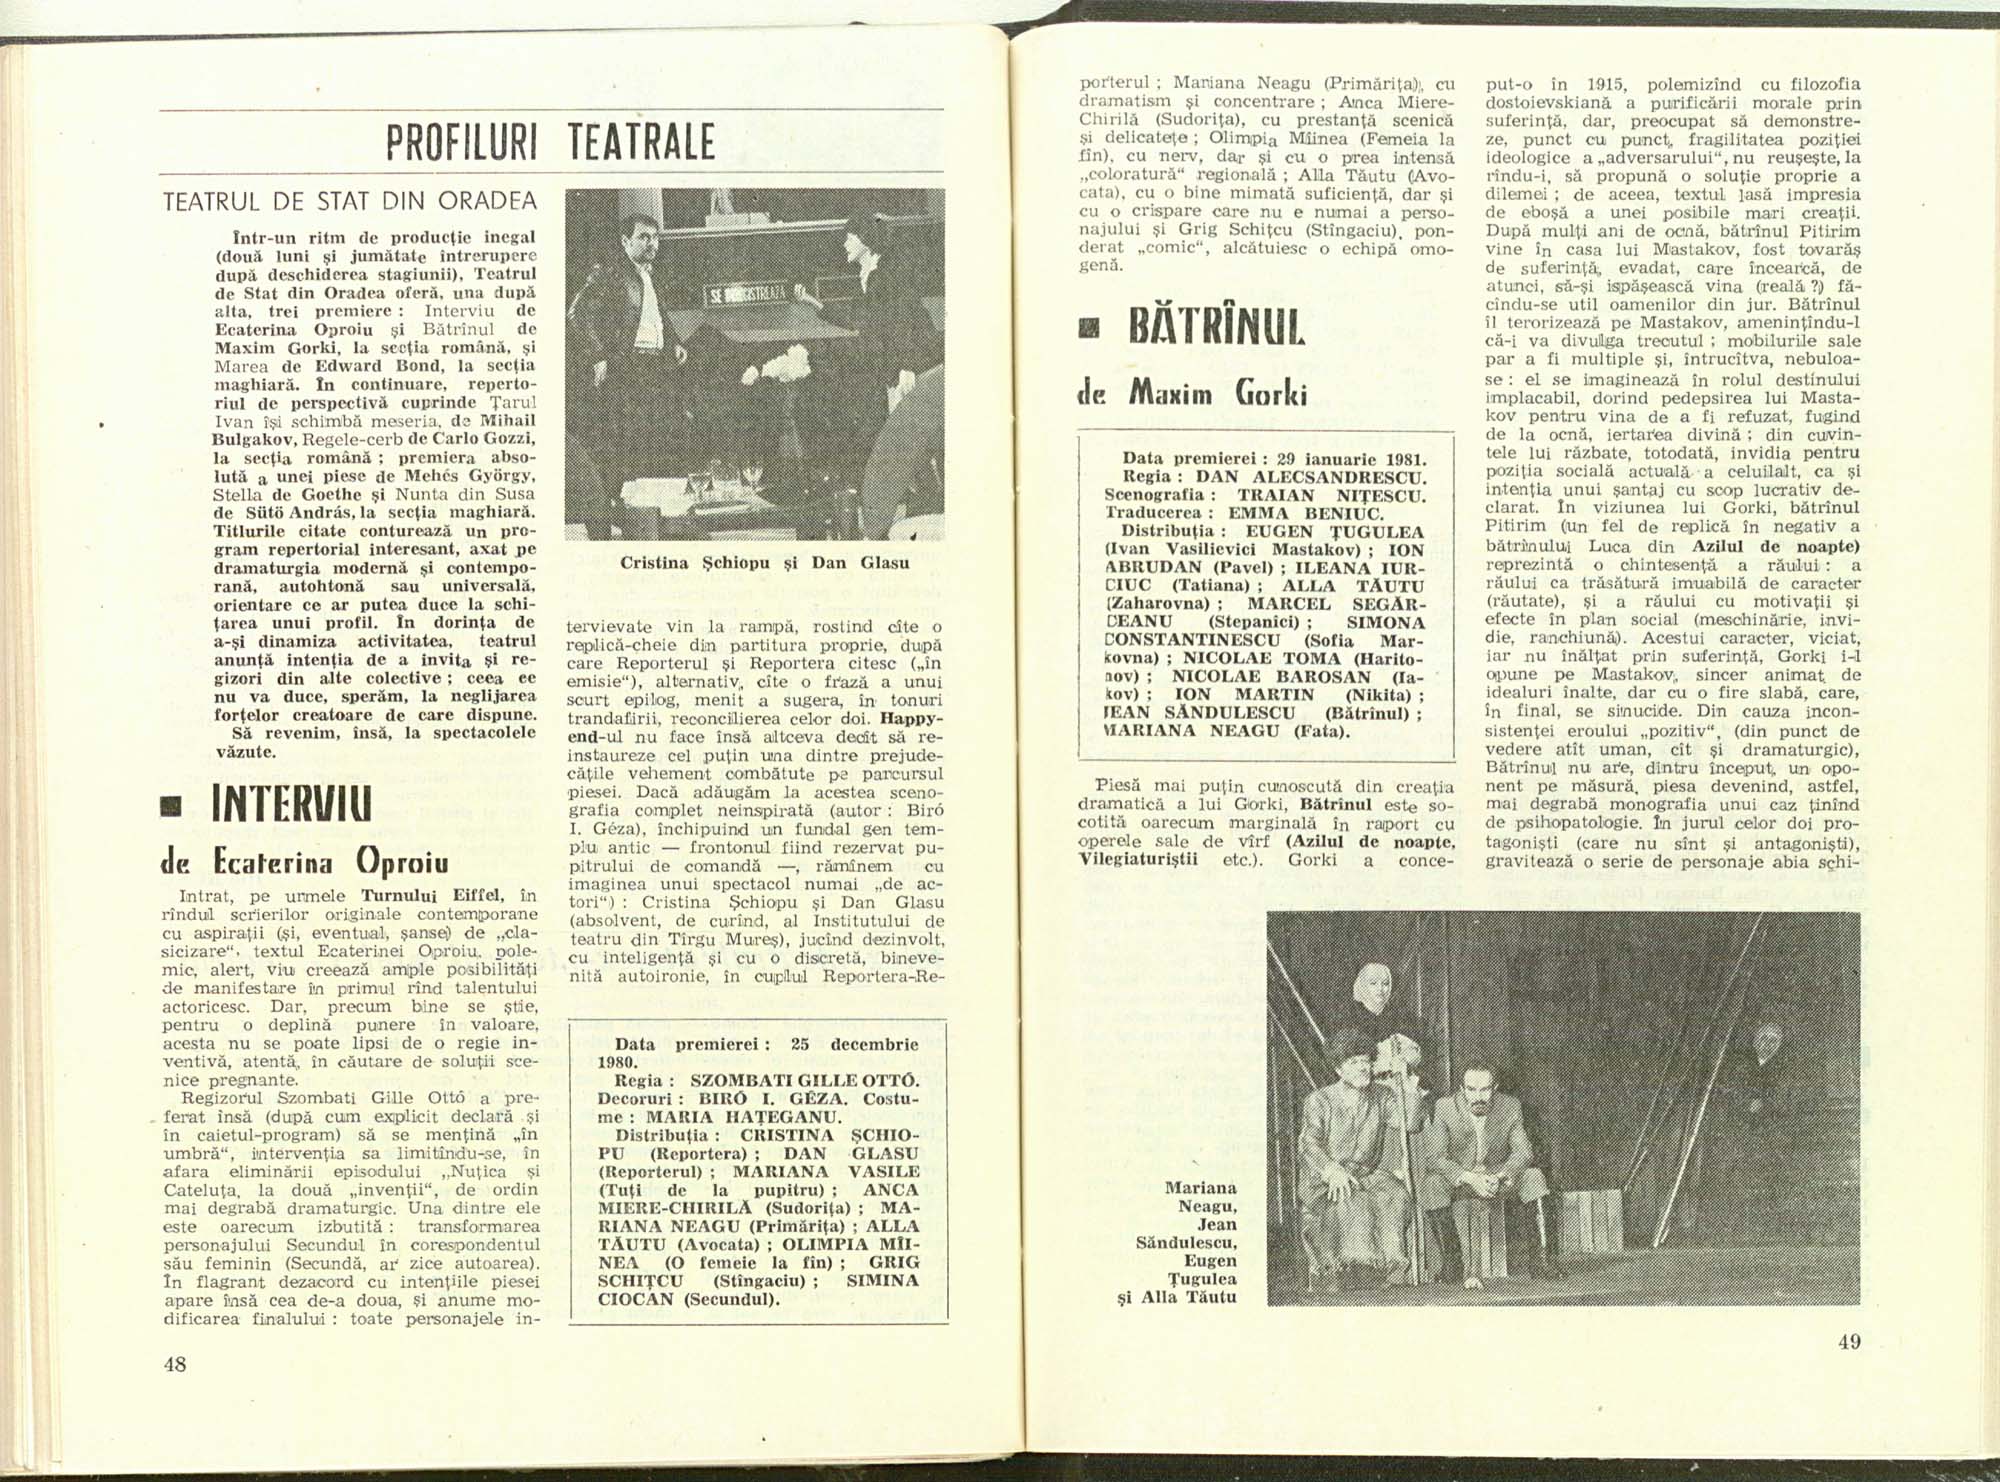 PROFILURI TEATRALE
TEATRUL DE STAT DIN ORADEA
Într-un ritm de producție inegal
(două luni și jumătate întrerupere
după deschiderea stagiunii), Teatrul
de Stat din Oradea oferă, una după
alta, trei premiere : Interviu de
Ecaterina Oproiu și Bătrînul de
Maxim Gorki, la secția română, și
Marea de Edward Bond, la secția
maghiară. În continuare, reperto-
riul de perspectivă cuprinde Țarul
Ivan își schimbă meseria, de Mihail
Bulgakov, Regele-cerb de Carlo Gozzi,
la secția română ; premiera abso-
lută a unei piese de Mehés György,
Stella de Goethe și Nunta din Susa
de Sütö András, la secția maghiară.
Titlurile citate conturează un pro-
gram repertorial interesant, axat pe
dramaturgia modernă și contempo-
rană, autohtonă sau universală,
orientare ce ar putea duce la schi-
țarea unui profil. În dorința de
a-și dinamiza activitatea, teatrul
anunță intenția de a invita și re-
gizori din alte colective ; ceea ce
nu va duce, sperăm, la neglijarea
forțelor creatoare de care dispune.
Să revenim, însă, la spectacolele
văzute.
■ INTERVIU
de Ecaterina Oproiu
Intrat, pe urmele Turnului Eiffel, în
rîndul scrierilor originale contemporane
cu aspirații (și, eventual, șanse) de „cla-
sicizare“, textul Ecaterinei Oproiu, pole-
mic, alert, viu creează ample posibilități
de manifestare în primul rînd talentului
actoricesc. Dar, precum bine se știe,
pentru o deplină punere în valoare,
acesta nu se poate lipsi de o regie in-
ventivă, atentă, în căutare de soluții sce-
nice pregnante.
Regizorul Szombati Gille Ottó a pre-
ferat însă (după cum explicit declară și
în caietul-program) să se mențină „în
umbră“, intervenția sa limitîndu-se, în
afara eliminării episodului „Nuțica și
Cateluța, la două „invenții“, de ordin
mai degrabă dramaturgic. Una dintre ele
este oarecum izbutită : transformarea
personajului Secundul în corespondentul
său feminin (Secundă, ar zice autoarea).
În flagrant dezacord cu intențiile piesei
apare însă cea de-a doua, și anume mo-
dificarea finalului : toate personajele in-
48
SE ÎNREGISTREAZĂ
Cristina Șchiopu și Dan Glasu
tervievate vin la rampă, rostind cîte o
replică-cheie din partitura proprie, după
care Reporterul și Reportera citesc („în
emisie“), alternativ, cîte o frază a unui
scurt epilog, menit a sugera, în tonuri
trandafirii, reconcilierea celor doi. Happy-
end-ul nu face însă altceva decît să re-
instaureze cel puțin una dintre prejude-
cățile vehement combătute pe parcursul
piesei. Dacă adăugăm la acestea sceno-
grafia complet neinspirată (autor : Biró
I. Géza), închipuind un fundal gen tem-
plu antic — frontonul fiind rezervat pu-
pitrului de comandă —, rămînem cu
imaginea unui spectacol numai „de ac-
tori“) : Cristina Șchiopu și Dan Glasu
(absolvent, de curînd, al Institutului de
teatru din Tîrgu Mureș), jucînd dezinvolt,
cu inteligență și cu o discretă, bineve-
nită autoironie, în cuplul Reportera-Re-
Data premierei : 25 decembrie
1980.
Regia : SZOMBATI GILLE OTTÓ.
Decoruri : BIRÓ I. GÉZA. Costu-
me : MARIA HAȚEGANU.
Distribuția : CRISTINA ȘCHIO-
PU (Reportera) ; DAN GLASU
(Reporterul) ; MARIANA VASILE
(Tuți de la pupitru) ; ANCA
MIERE-CHIRILĂ (Sudorița) ; MA-
RIANA NEAGU (Primărița) ; ALLA
TĂUTU (Avocata) ; OLIMPIA MÎI-
NEA (O femeie la fîn) ; GRIG
SCHIȚCU (Stîngaciu) ; SIMINA
CIOCAN (Secundul).
porterul ; Mariana Neagu (Primărița), cu
dramatism și concentrare ; Anca Miere-
Chirilă (Sudorița), cu prestanță scenică
și delicatețe ; Olimpia Mîinea (Femeia la
fîn), cu nerv, dar și cu o prea intensă
„coloratură“ regională ; Alla Tăutu (Avo-
cata), cu o bine mimată suficiență, dar și
cu o crispare care nu e numai a perso-
najului și Grig Schițcu (Stîngaciu), pon-
derat „comic“, alcătuiesc o echipă omo-
genă.
■ BĂTRÎNUL
de Maxim Gorki
Data premierei : 29 ianuarie 1981.
Regia : DAN ALECSANDRESCU.
Scenografia : TRAIAN NIȚESCU.
Traducerea : EMMA BENIUC.
Distribuția : EUGEN ȚUGULEA
(Ivan Vasilievici Mastakov) ; ION
ABRUDAN (Pavel) ; ILEANA IUR-
CIUC (Tatiana) ; ALLA TĂUTU
(Zaharovna) ; MARCEL SEGĂR-
CEANU (Stepanici) ; SIMONA
CONSTANTINESCU (Sofia Mar-
kovna) ; NICOLAE TOMA (Harito-
nov) ; NICOLAE BAROSAN (Ia-
kov) ; ION MARTIN (Nikita) ;
JEAN SĂNDULESCU (Bătrînul) ;
MARIANA NEAGU (Fata).
Piesă mai puțin cunoscută din creația
dramatică a lui Gorki, Bătrînul este so-
cotită oarecum marginală în raport cu
operele sale de vîrf (Azilul de noapte,
Vilegiaturiștii etc.). Gorki a conce-
put-o în 1915, polemizînd cu filozofia
dostoievskiană a purificării morale prin
suferință, dar, preocupat să demonstre-
ze, punct cu punct, fragilitatea poziției
ideologice a „adversarului“, nu reușește, la
rîndu-i, să propună o soluție proprie a
dilemei ; de aceea, textul lasă impresia
de eboșă a unei posibile mari creații.
După mulți ani de ocnă, bătrînul Pitirim
vine în casa lui Mastakov, fost tovarăș
de suferință, evadat, care încearcă, de
atunci, să-și ispășească vina (reală ?) fă-
cîndu-se util oamenilor din jur. Bătrînul
îl terorizează pe Mastakov, amenințîndu-l
că-i va divulga trecutul ; mobilurile sale
par a fi multiple și, întrucîtva, nebuloa-
se : el se imaginează în rolul destinului
implacabil, dorind pedepsirea lui Masta-
kov pentru vina de a fi refuzat, fugind
de la ocnă, iertarea divină ; din cuvin-
tele lui răzbate, totodată, invidia pentru
poziția socială actuală a celuilalt, ca și
intenția unui șantaj cu scop lucrativ de-
clarat. În viziunea lui Gorki, bătrînul
Pitirim (un fel de replică în negativ a
bătrînului Luca din Azilul de noapte)
reprezintă o chintesență a răului : a
răului ca trăsătură imuabilă de caracter
(răutate), și a răului cu motivații și
efecte în plan social (meschinărie, invi-
die, ranchiună). Acestui caracter, viciat,
iar nu înălțat prin suferință, Gorki i-l
opune pe Mastakov, sincer animat de
idealuri înalte, dar cu o fire slabă, care,
în final, se sinucide. Din cauza incon-
sistenței eroului „pozitiv“, (din punct de
vedere atît uman, cît și dramaturgic),
Bătrînul nu are, dintru început, un opo-
nent pe măsură, piesa devenind, astfel,
mai degrabă monografia unui caz ținînd
de psihopatologie. În jurul celor doi pro-
tagoniști (care nu sînt și antagoniști),
gravitează o serie de personaje abia schi-
Mariana
Neagu,
Jean
Săndulescu,
Eugen
Țugulea
și Alla Tăutu
49